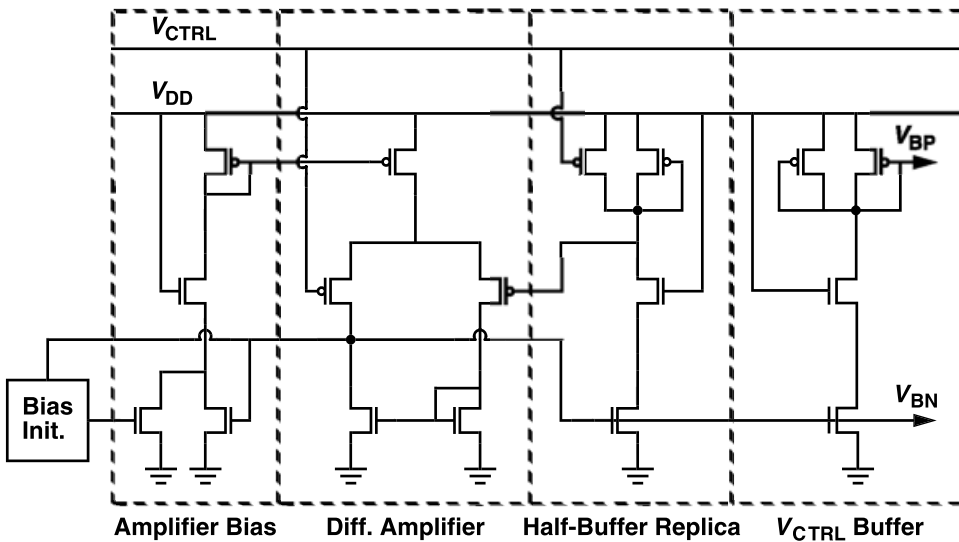 VCTRL
VDD
VBP
Bias
Init.
VBN
Amplifier Bias
Diff. Amplifier
Half-Buffer Replica
VCTRL Buffer